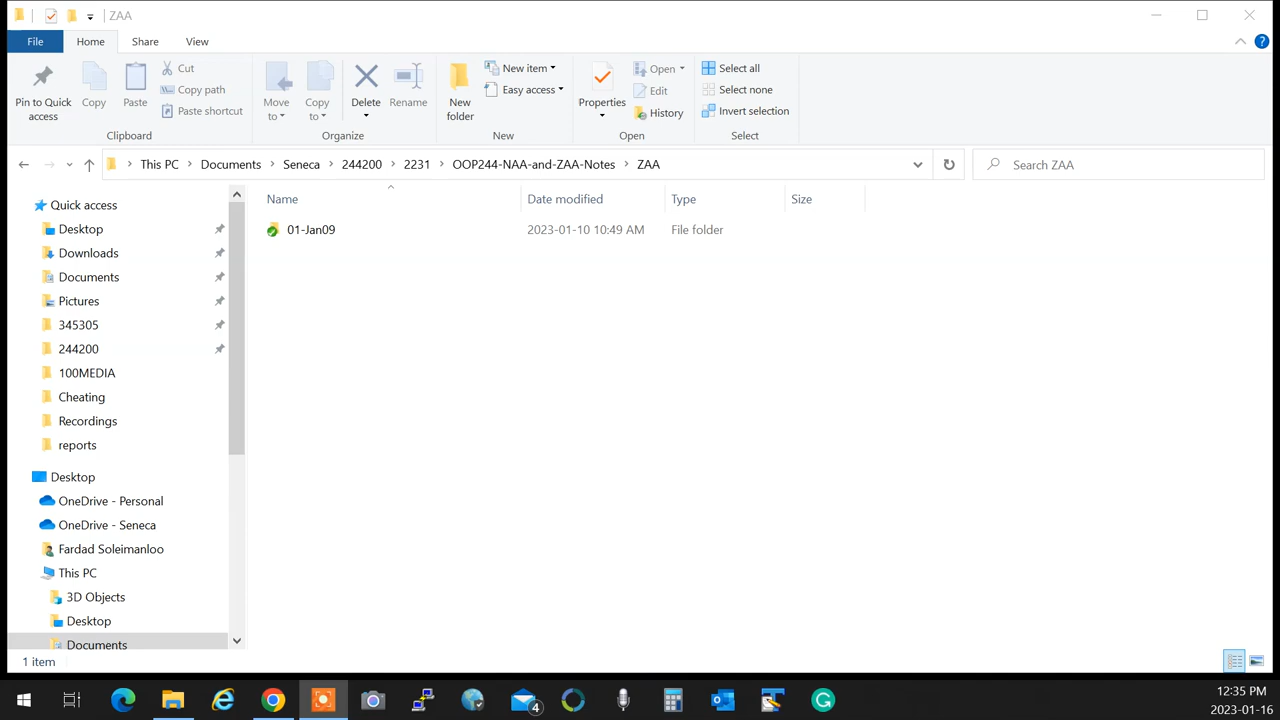 ZAA
File Home Share View
Pin to Quick access
Copy
Paste
Cut
Copy path
Paste shortcut
Clipboard
Move to
Copy to
Delete
Rename
Organize
New folder
New item
Easy access
New
Properties
Open
Edit
History
Open
Select all
Select none
Invert selection
Select
This PC Documents Seneca 244200 2231 OOP244-NAA-and-ZAA-Notes ZAA
Search ZAA
Name Date modified Type Size
01-Jan09 2023-01-10 10:49 AM File folder
Quick access
Desktop
Downloads
Documents
Pictures
345305
244200
100MEDIA
Cheating
Recordings
reports
Desktop
OneDrive - Personal
OneDrive - Seneca
Fardad Soleimanloo
This PC
3D Objects
Desktop
Documents
1 item
4
12:35 PM
2023-01-16